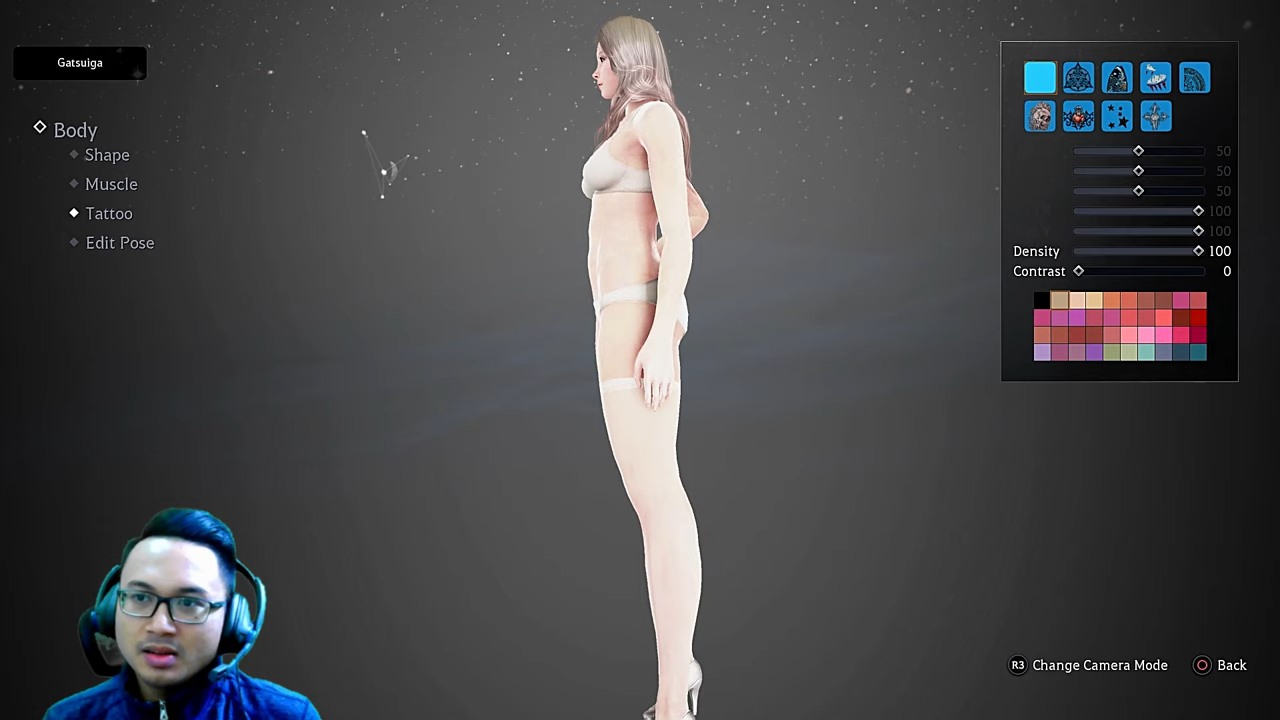 Gatsuiga
Body
Shape
Muscle
Tattoo
Edit Pose
50
50
50
100
100
Density 100
Contrast 0
R3 Change Camera Mode
Back